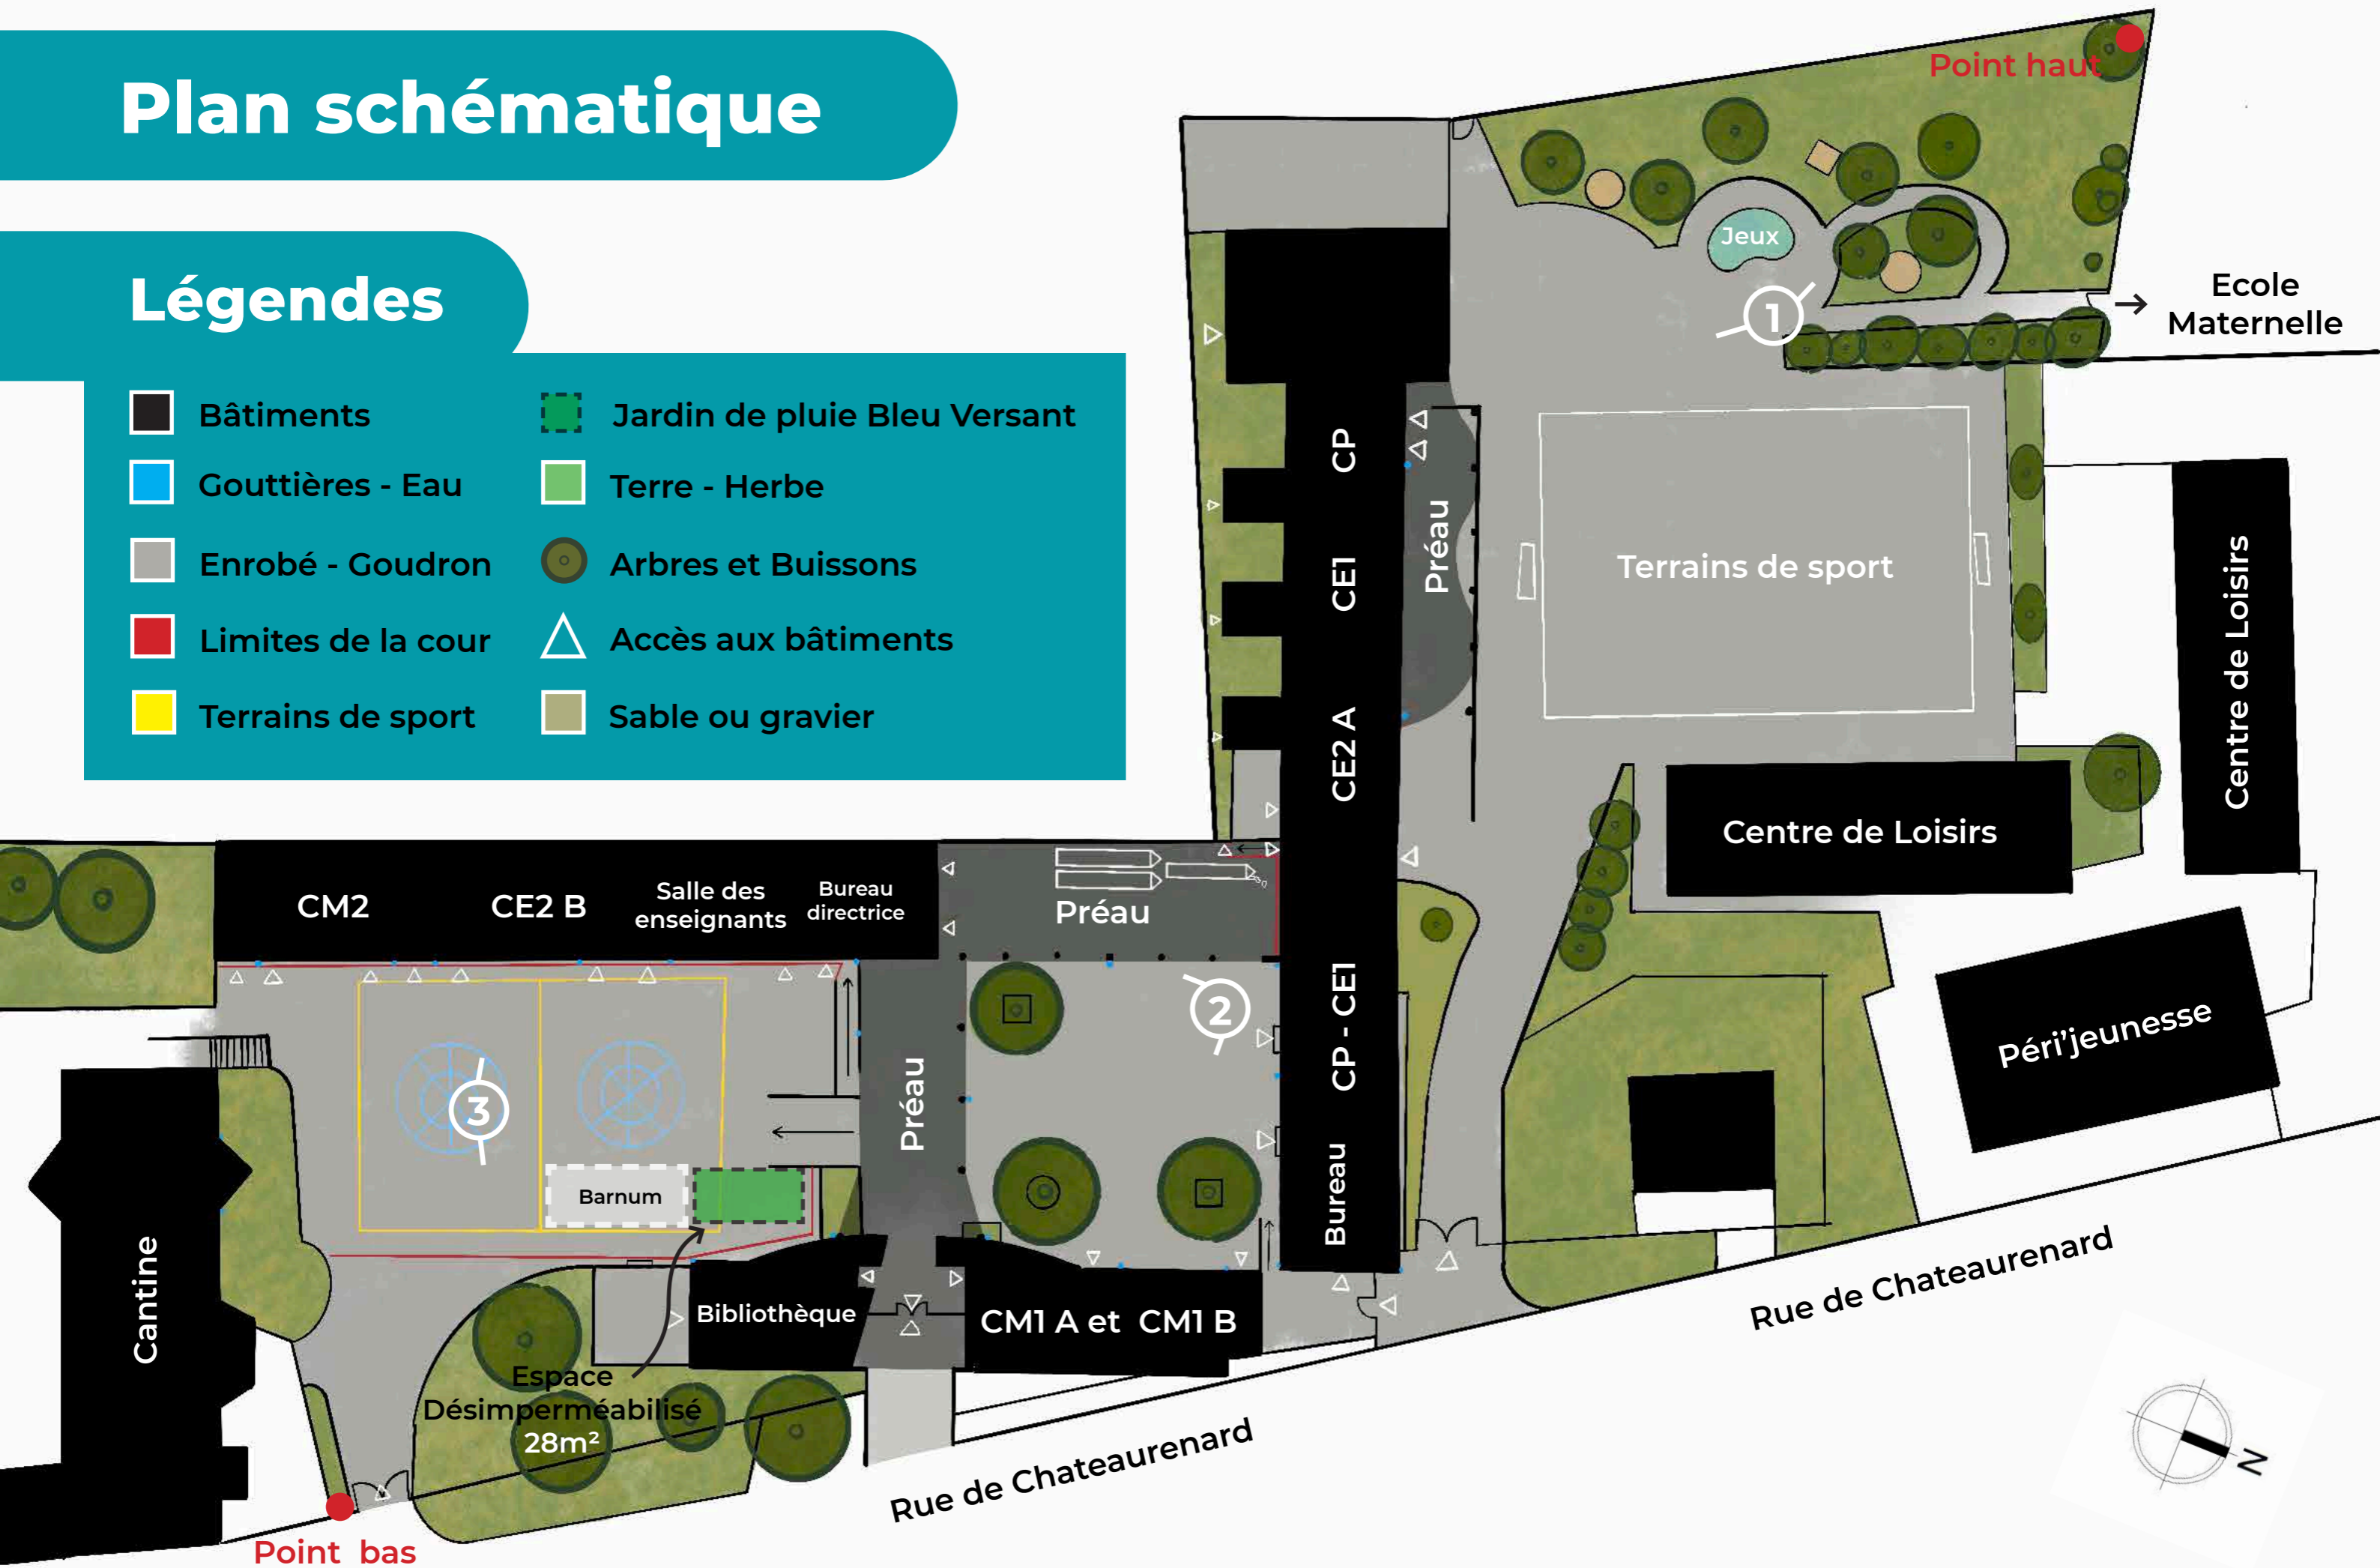 Plan schématique
Légendes
Bâtiments
Gouttières - Eau
Enrobé - Goudron
Limites de la cour
Terrains de sport
Jardin de pluie Bleu Versant
Terre - Herbe
Arbres et Buissons
Accès aux bâtiments
Sable ou gravier
Point haut
Jeux
1
Ecole
Maternelle
CP
CE1
CE2 A
Préau
Terrains de sport
Centre de Loisirs
Centre de Loisirs
CM2
CE2 B
Salle des
enseignants
Bureau
directrice
Préau
2
CP - CE1
Bureau
Préau
3
Barnum
Péri'jeunesse
Cantine
Bibliothèque
CM1 A et CM1 B
Espace
Désimperméabilisé
28m²
Rue de Chateaurenard
Rue de Chateaurenard
Point bas
N